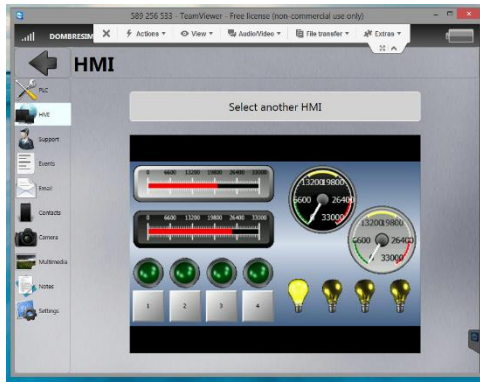 589 256 533 - TeamViewer - Free license (non-commercial use only)
DOMBRESIM
Actions View Audio/Video File transfer Extras
HMI
PLC
HMI
Support
Events
Email
Contacts
Camera
Multimedia
Notes
Settings
Select another HMI
0 6600 13200 19800 26400 33000
0 6600 13200 19800 26400 33000
13200 19800
6600 26400
33000
13200 19800
6600 26400
33000
1 2 3 4